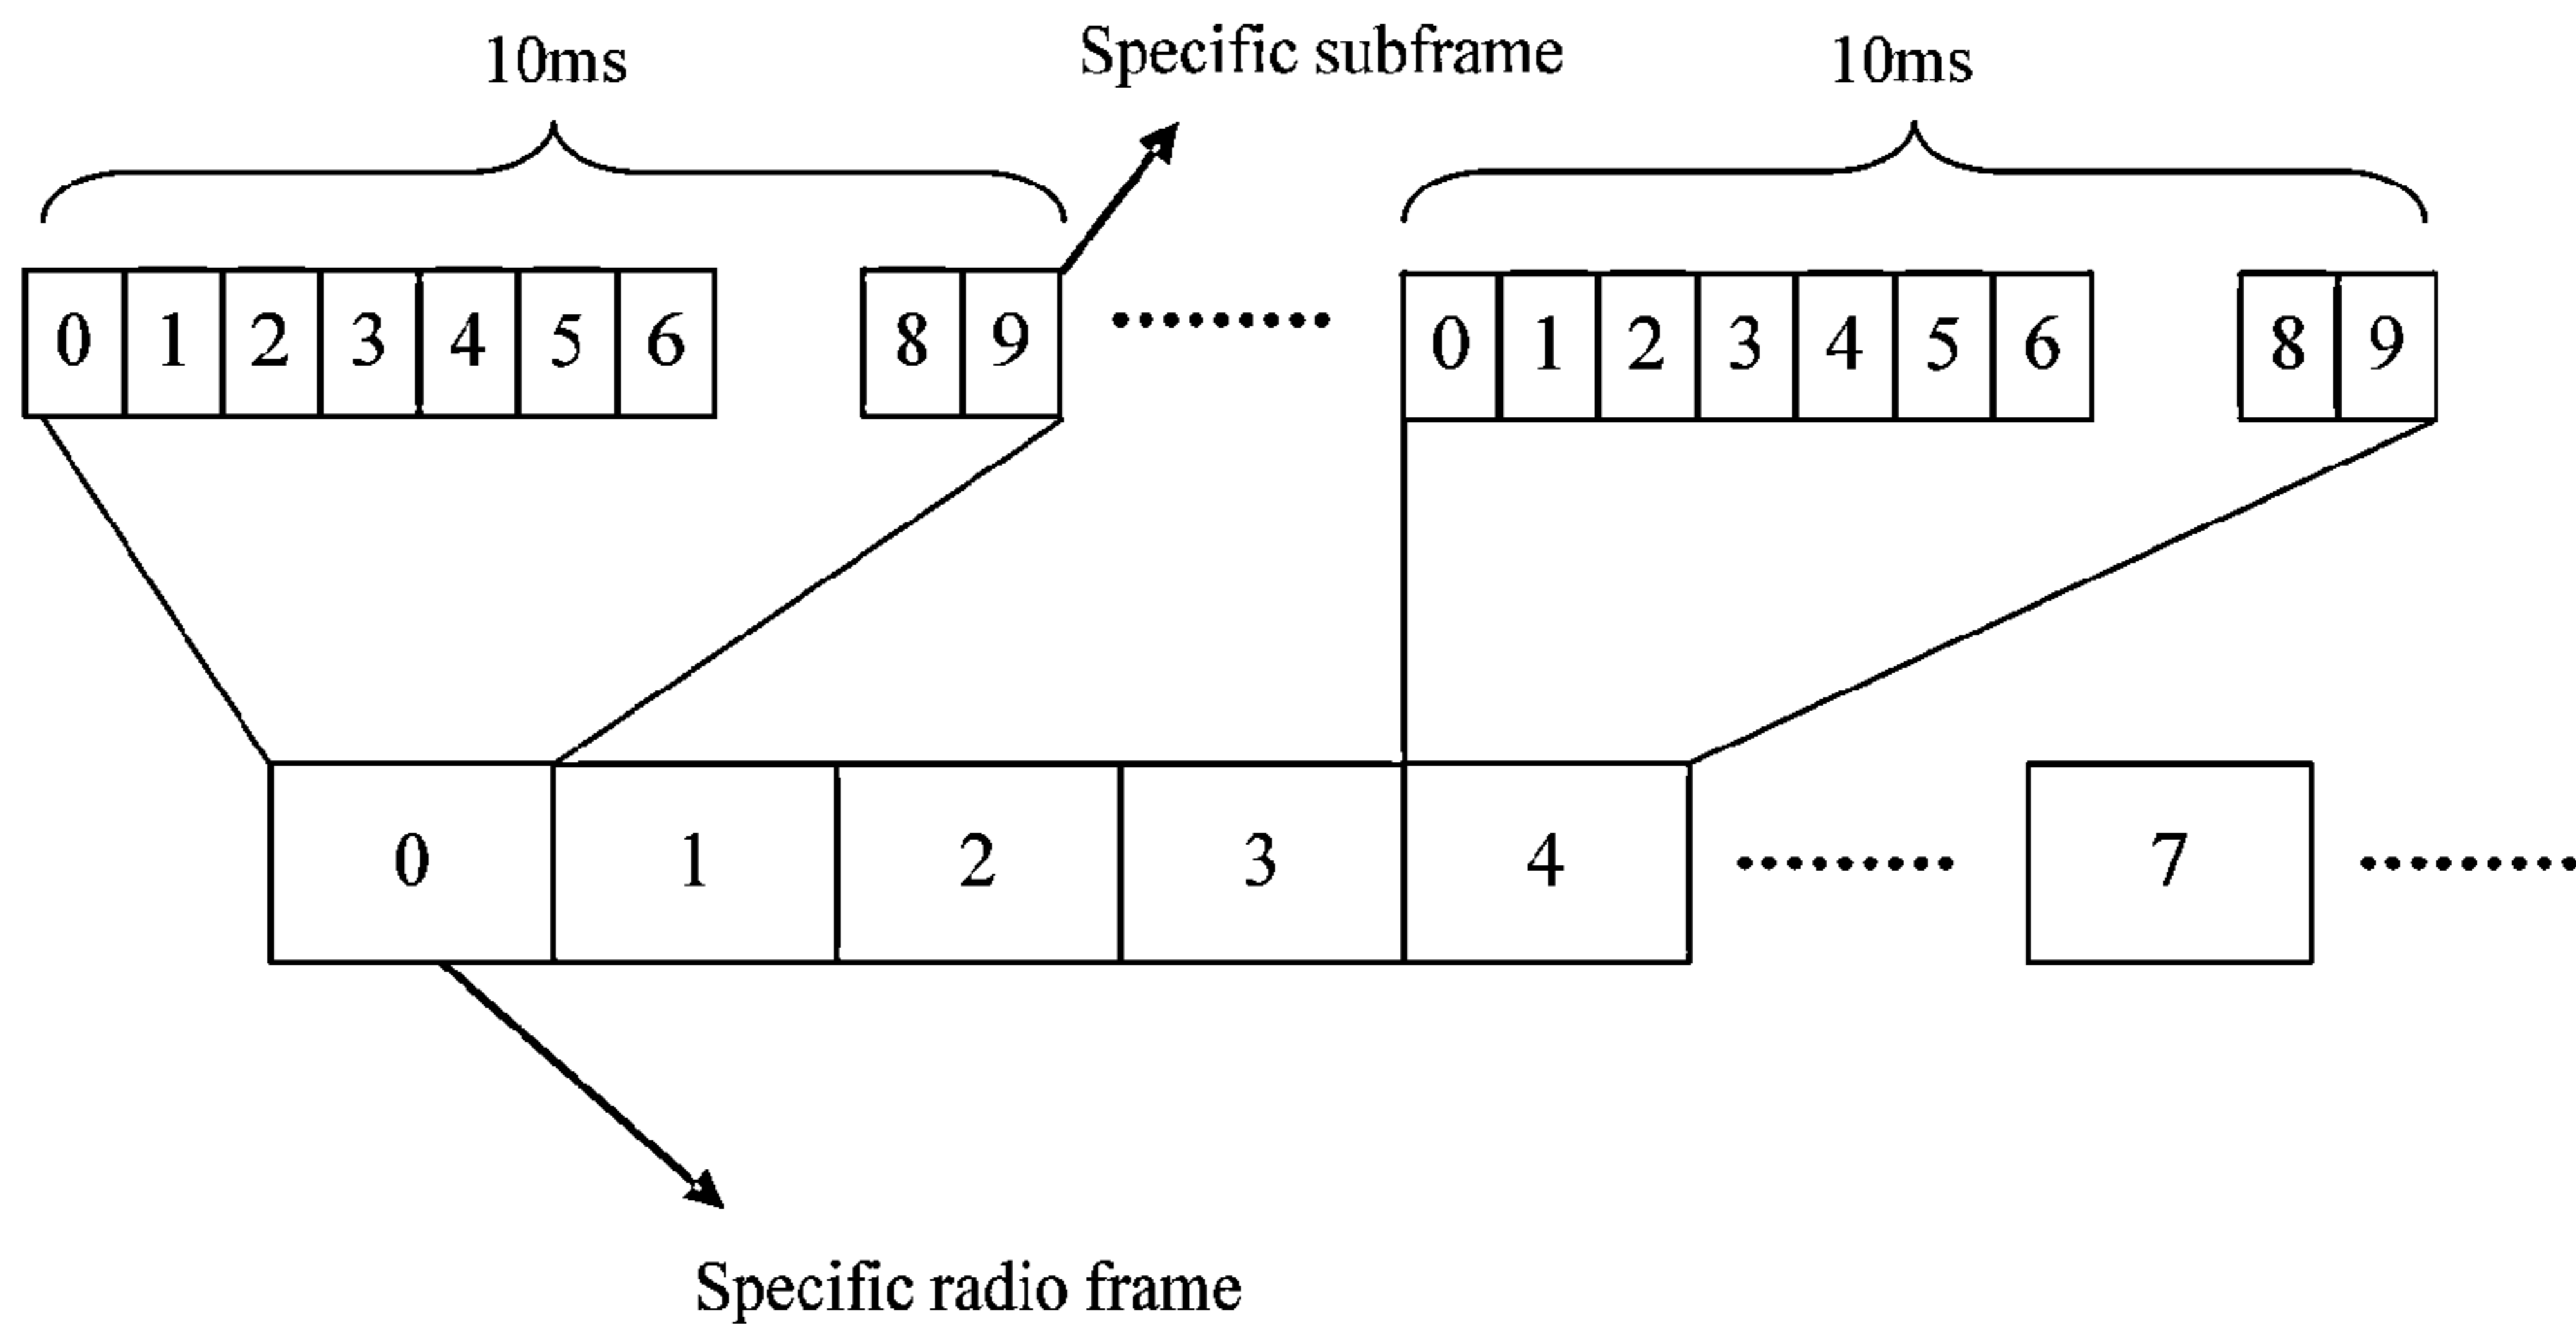 10ms Specific subframe 10ms
0 1 2 3 4 5 6 8 9 ......... 0 1 2 3 4 5 6 8 9
0 1 2 3 4 ......... 7 .........
Specific radio frame